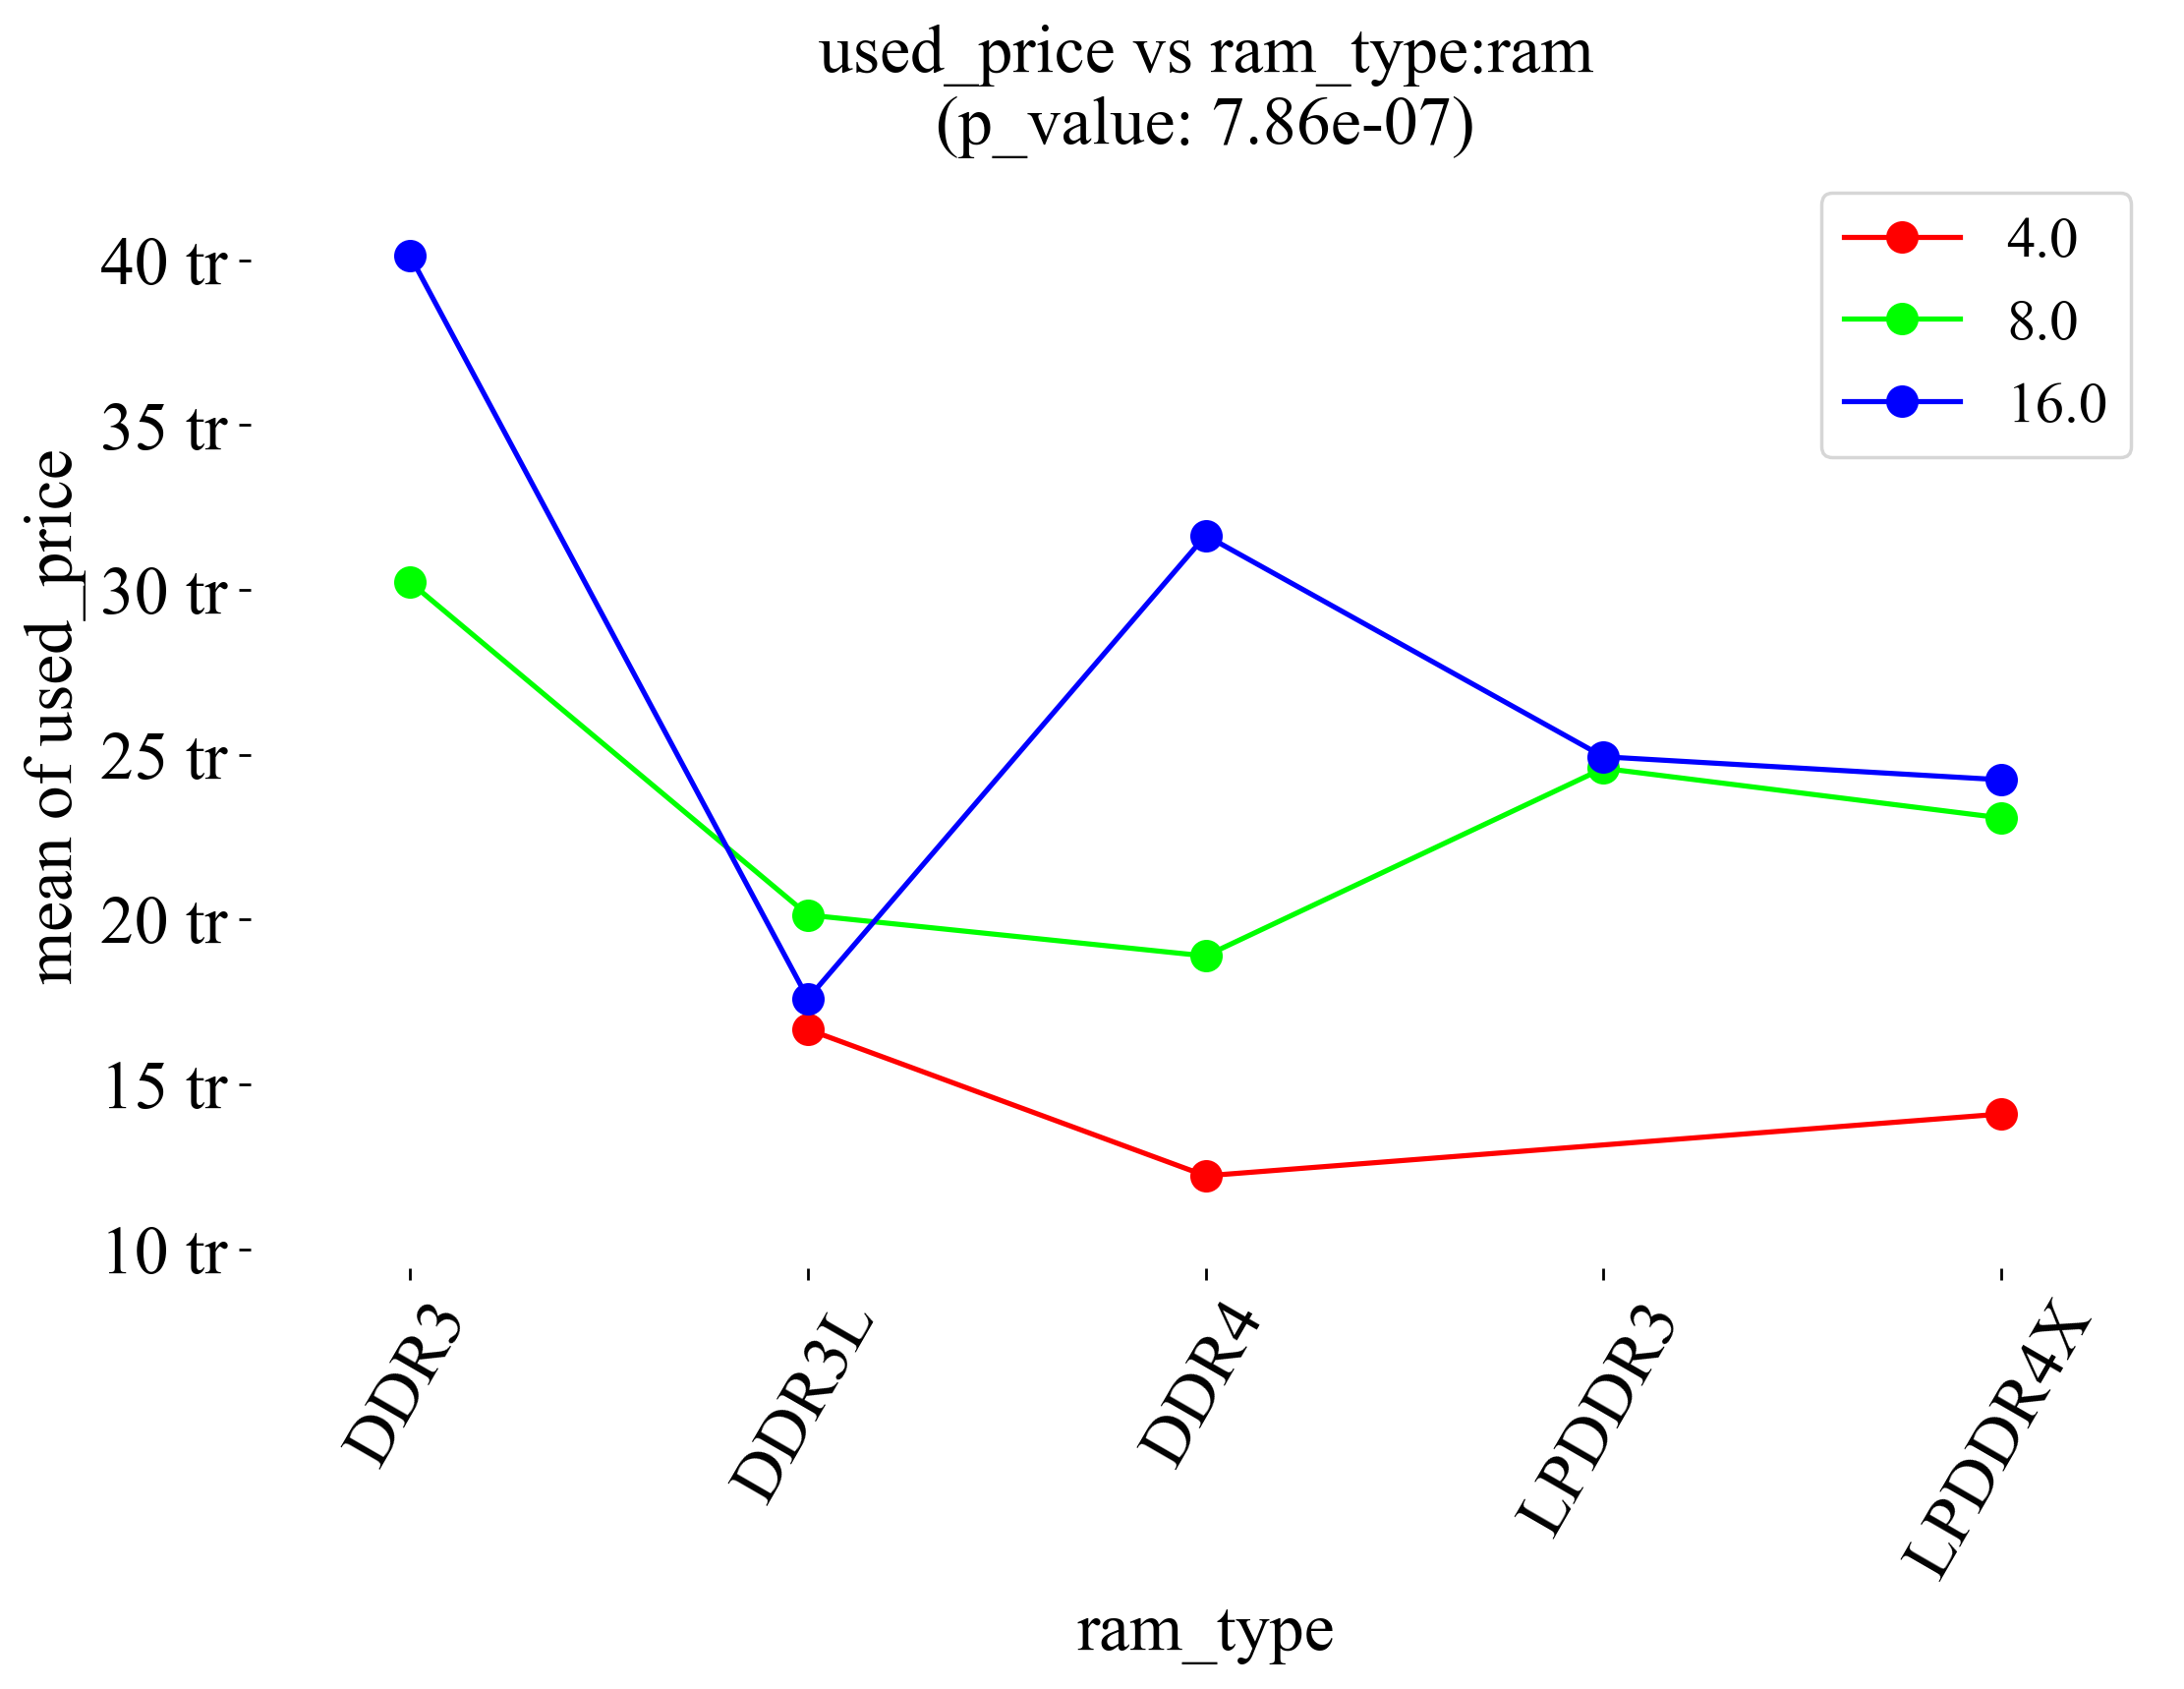 used_price vs ram_type:ram
(p_value: 7.86e-07)
4.0
8.0
16.0
mean of used_price
40 tr
35 tr
30 tr
25 tr
20 tr
15 tr
10 tr
DDR3
DDR3L
DDR4
LPDDR3
LPDDR4X
ram_type